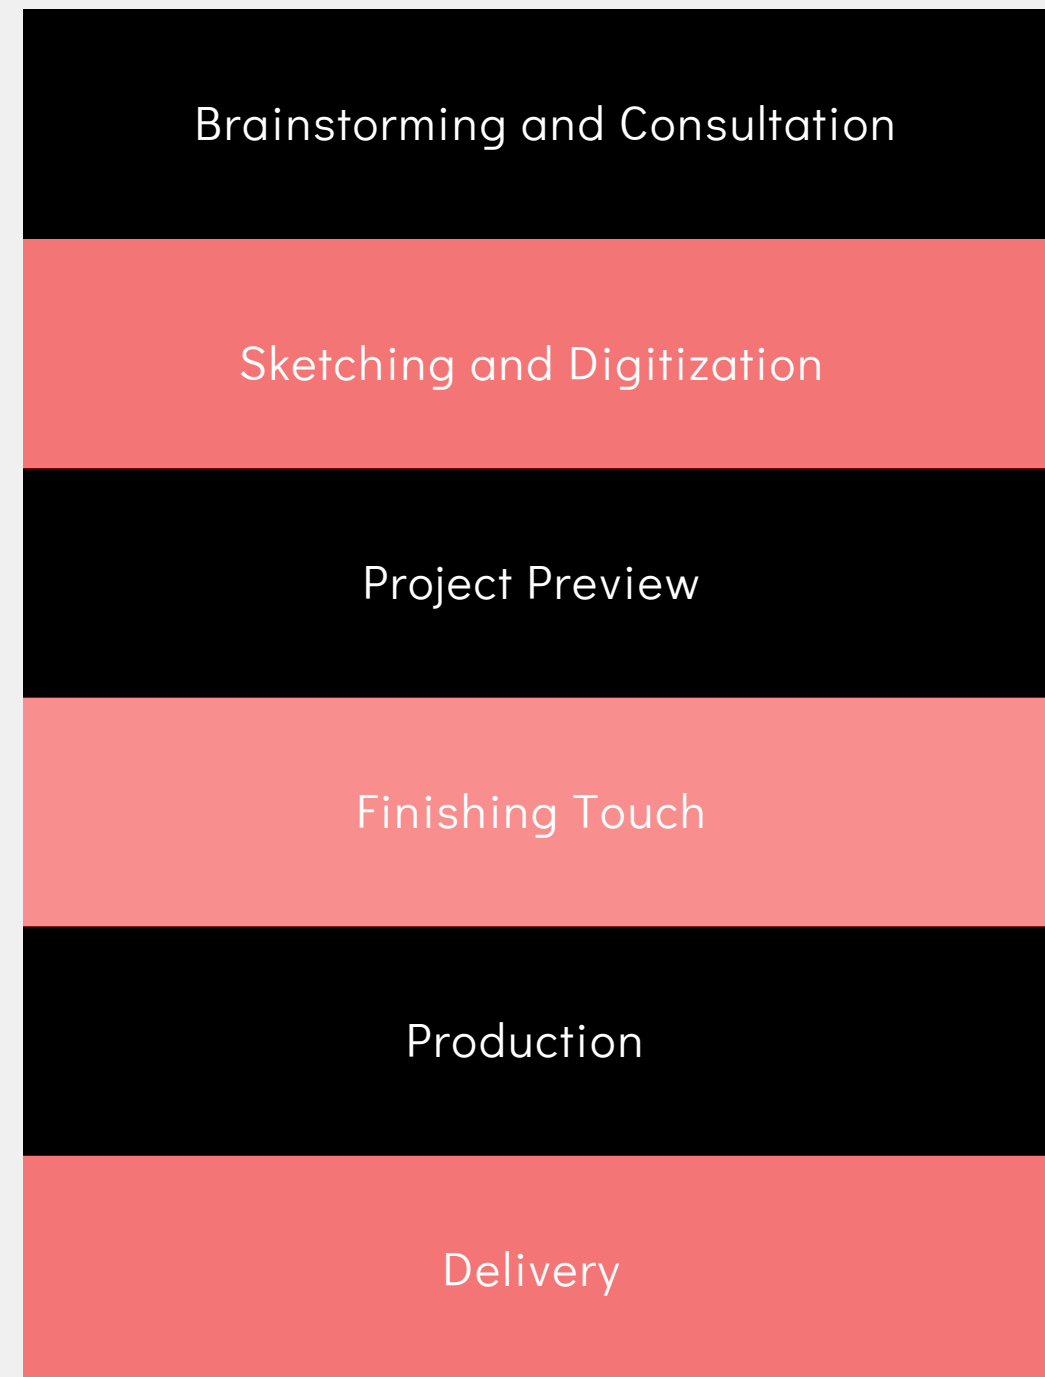 Brainstorming and Consultation
Sketching and Digitization
Project Preview
Finishing Touch
Production
Delivery